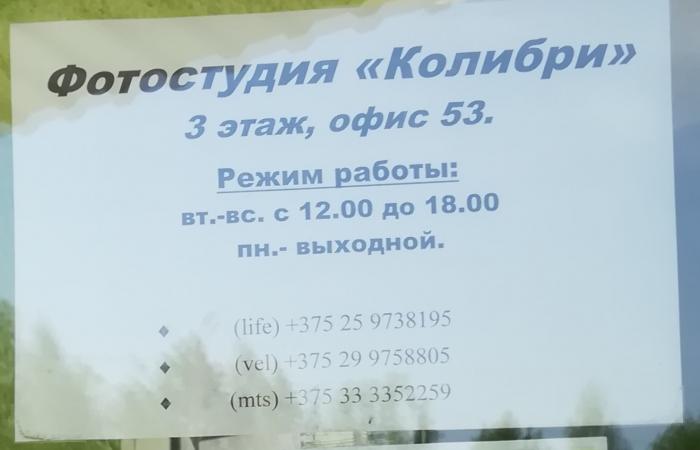 Фотостудия «Колибри»
3 этаж, офис 53.
Режим работы:
вт.-вс. с 12.00 до 18.00
пн.- выходной.
(life) +375 25 9738195
(vel) +375 29 9758805
(mts) +375 33 3352259